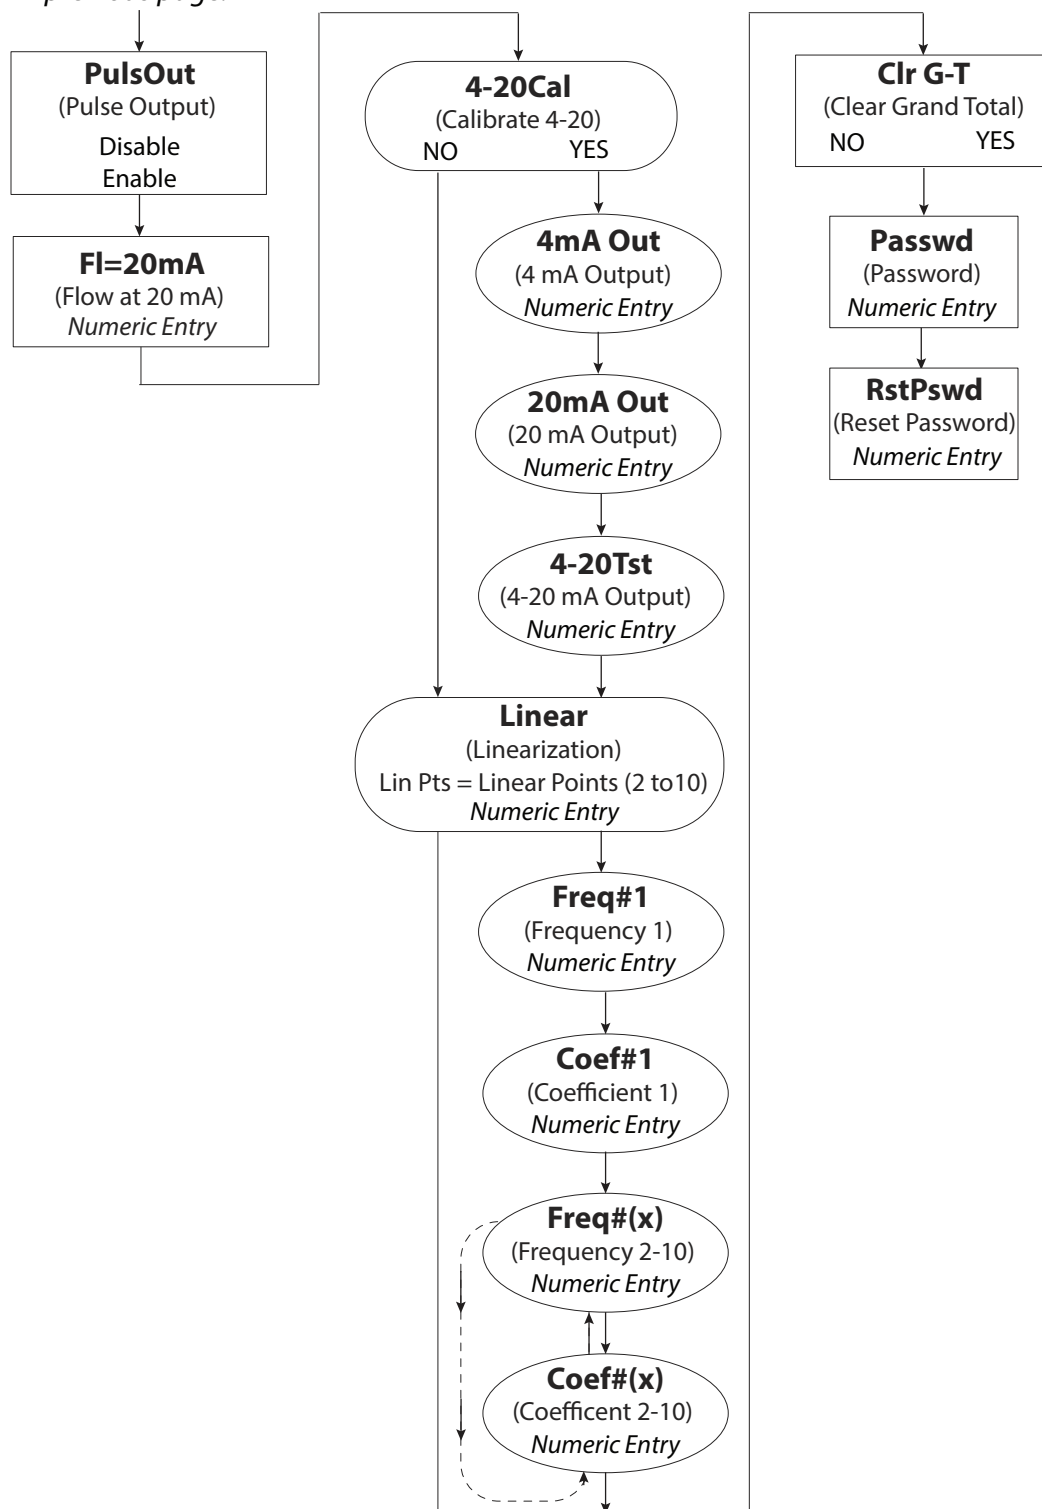 previous page.
PulsOut
(Pulse Output)
Disable
Enable
Fl=20mA
(Flow at 20 mA)
Numeric Entry
4-20Cal
(Calibrate 4-20)
NO YES
4mA Out
(4 mA Output)
Numeric Entry
20mA Out
(20 mA Output)
Numeric Entry
4-20Tst
(4-20 mA Output)
Numeric Entry
Linear
(Linearization)
Lin Pts = Linear Points (2 to10)
Numeric Entry
Freq#1
(Frequency 1)
Numeric Entry
Coef#1
(Coefficient 1)
Numeric Entry
Freq#(x)
(Frequency 2-10)
Numeric Entry
Coef#(x)
(Coefficent 2-10)
Numeric Entry
Clr G-T
(Clear Grand Total)
NO YES
Passwd
(Password)
Numeric Entry
RstPswd
(Reset Password)
Numeric Entry